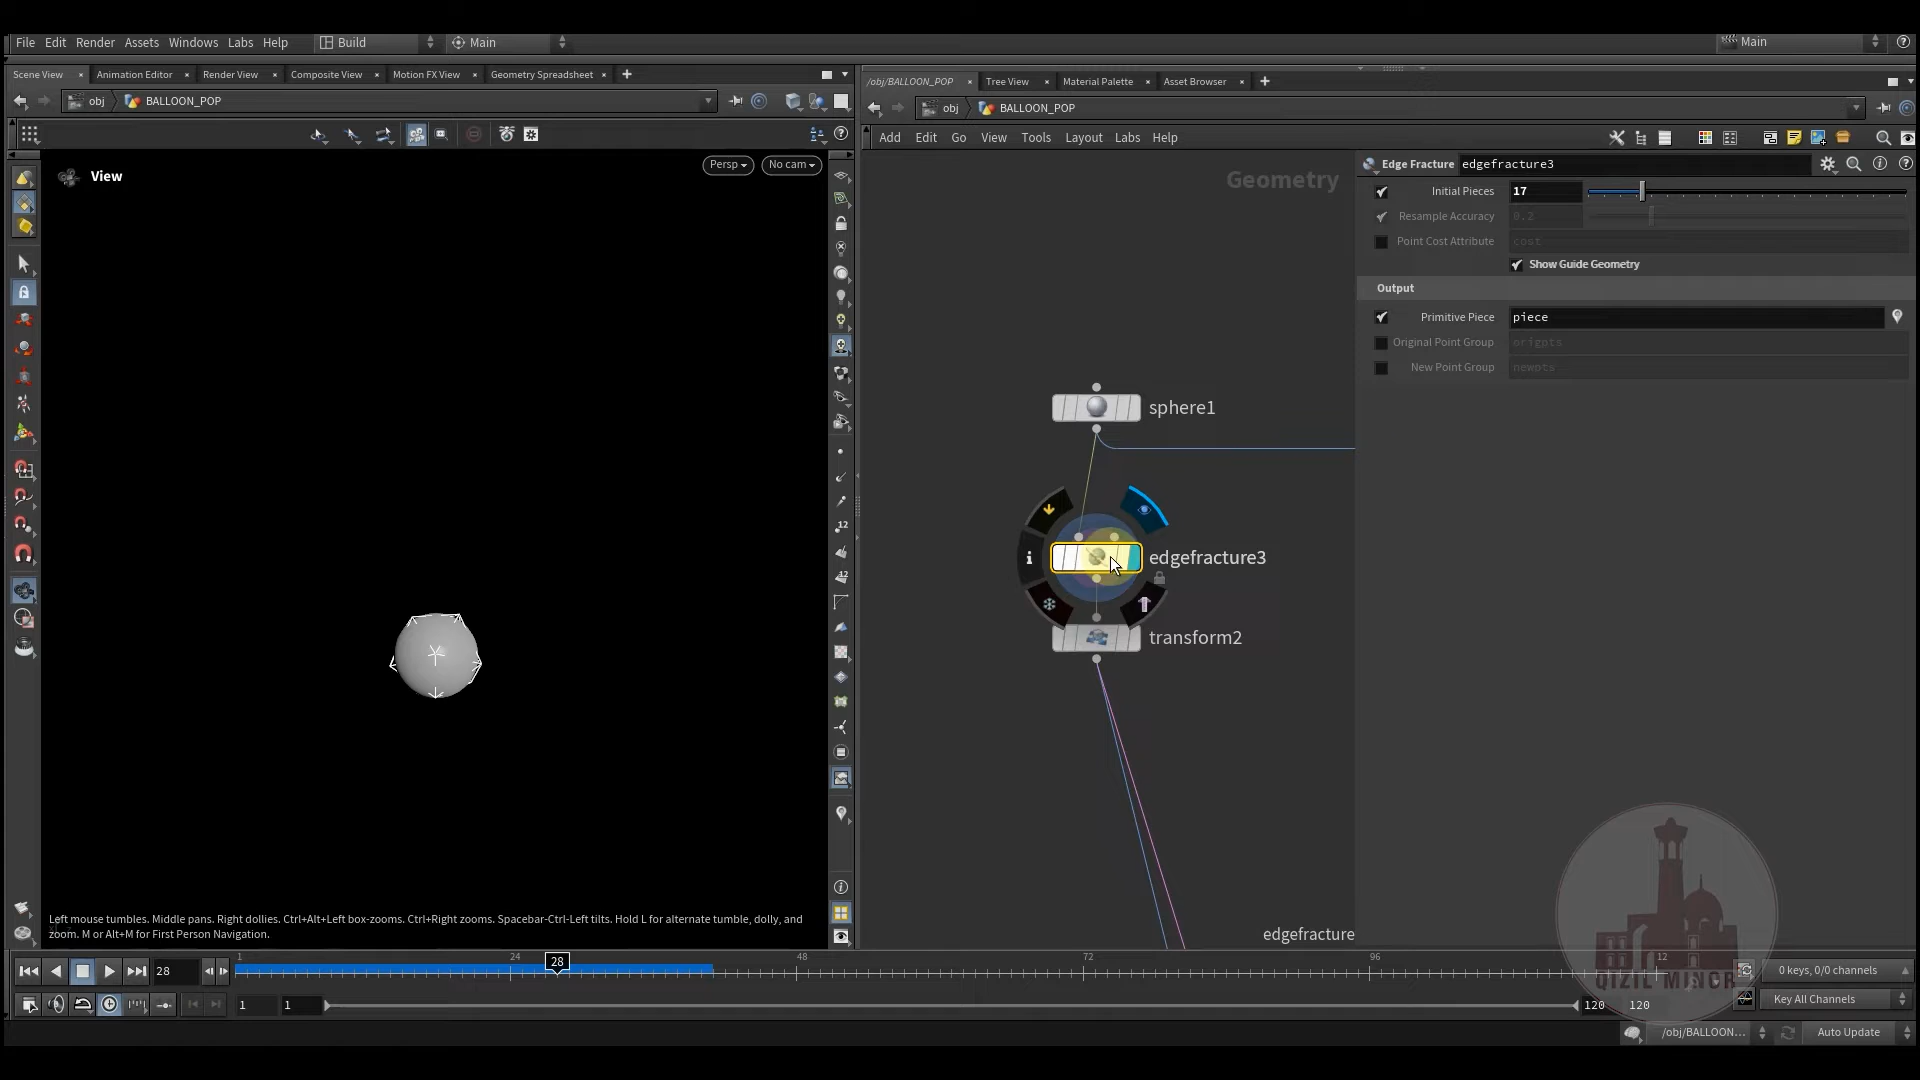 File Edit Render Assets Windows Labs Help Build Main Main
Scene View Animation Editor Render View Composite View Motion FX View Geometry Spreadsheet
obj BALLOON_POP
View
Persp No cam
Left mouse tumbles. Middle pans. Right dollies. Ctrl+Alt+Left box-zooms. Ctrl+Right zooms. Spacebar-Ctrl-Left tilts. Hold L for alternate tumble, dolly, and
zoom. M or Alt+M for First Person Navigation.
12
12
/obj/BALLOON_POP Tree View Material Palette Asset Browser
obj BALLOON_POP
Add Edit Go View Tools Layout Labs Help
Geometry
sphere1
edgefracture3
transform2
edgefracture
Edge Fracture edgefracture3
Initial Pieces 17
Resample Accuracy 0.2
Point Cost Attribute cost
Show Guide Geometry
Output
Primitive Piece piece
Original Point Group origpts
New Point Group newpts
QIZIL MINOR
28 1 24 28 48 72 96 12
0 keys, 0/0 channels
1 1 120 120
Key All Channels
/obj/BALLOON... Auto Update